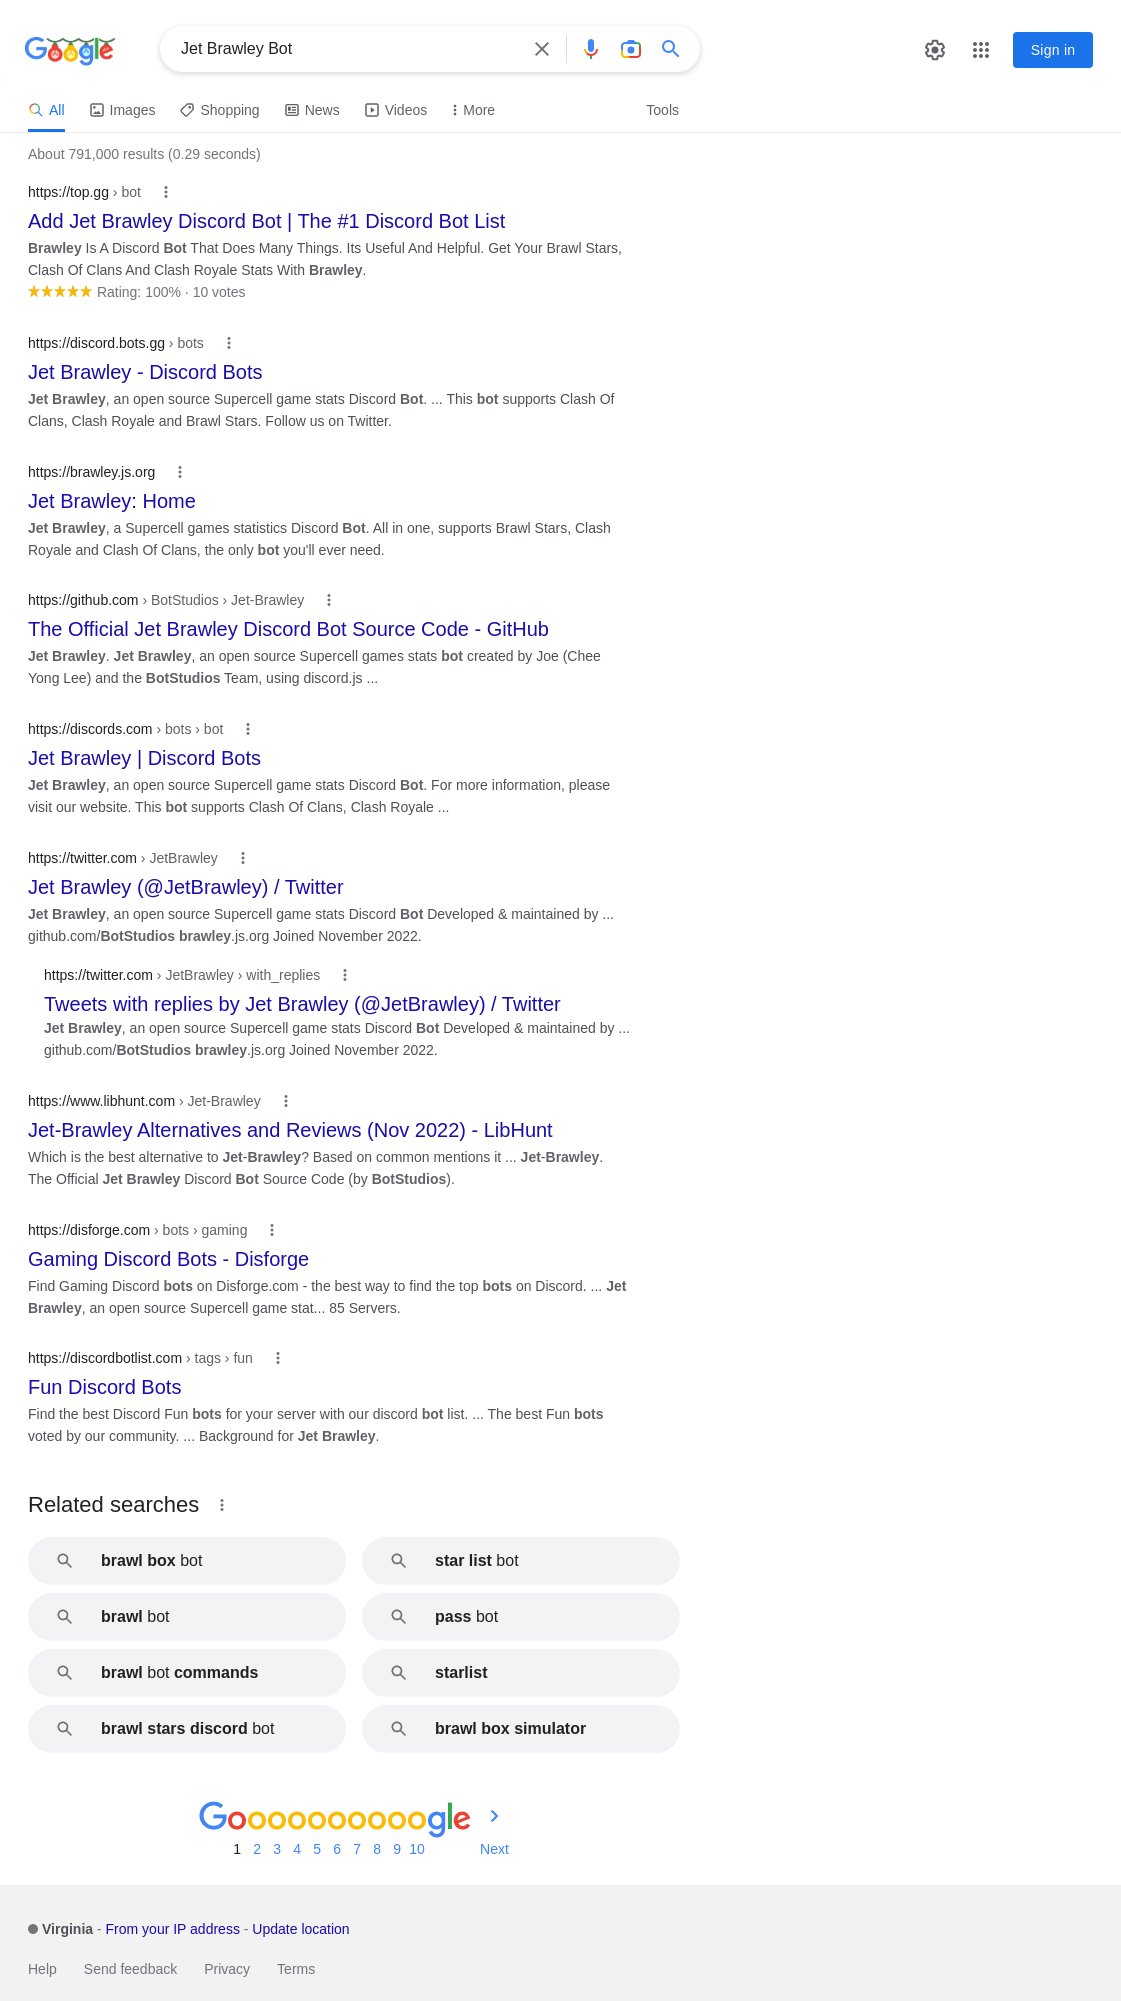 Google
Jet Brawley Bot
Sign in
All Images Shopping News Videos More Tools
About 791,000 results (0.29 seconds)
https://top.gg › bot
Add Jet Brawley Discord Bot | The #1 Discord Bot List
Brawley Is A Discord Bot That Does Many Things. Its Useful And Helpful. Get Your Brawl Stars,
Clash Of Clans And Clash Royale Stats With Brawley.
Rating: 100% · 10 votes
https://discord.bots.gg › bots
Jet Brawley - Discord Bots
Jet Brawley, an open source Supercell game stats Discord Bot. ... This bot supports Clash Of
Clans, Clash Royale and Brawl Stars. Follow us on Twitter.
https://brawley.js.org
Jet Brawley: Home
Jet Brawley, a Supercell games statistics Discord Bot. All in one, supports Brawl Stars, Clash
Royale and Clash Of Clans, the only bot you'll ever need.
https://github.com › BotStudios › Jet-Brawley
The Official Jet Brawley Discord Bot Source Code - GitHub
Jet Brawley. Jet Brawley, an open source Supercell games stats bot created by Joe (Chee
Yong Lee) and the BotStudios Team, using discord.js ...
https://discords.com › bots › bot
Jet Brawley | Discord Bots
Jet Brawley, an open source Supercell game stats Discord Bot. For more information, please
visit our website. This bot supports Clash Of Clans, Clash Royale ...
https://twitter.com › JetBrawley
Jet Brawley (@JetBrawley) / Twitter
Jet Brawley, an open source Supercell game stats Discord Bot Developed & maintained by ...
github.com/BotStudios brawley.js.org Joined November 2022.
https://twitter.com › JetBrawley › with_replies
Tweets with replies by Jet Brawley (@JetBrawley) / Twitter
Jet Brawley, an open source Supercell game stats Discord Bot Developed & maintained by ...
github.com/BotStudios brawley.js.org Joined November 2022.
https://www.libhunt.com › Jet-Brawley
Jet-Brawley Alternatives and Reviews (Nov 2022) - LibHunt
Which is the best alternative to Jet-Brawley? Based on common mentions it ... Jet-Brawley.
The Official Jet Brawley Discord Bot Source Code (by BotStudios).
https://disforge.com › bots › gaming
Gaming Discord Bots - Disforge
Find Gaming Discord bots on Disforge.com - the best way to find the top bots on Discord. ... Jet
Brawley, an open source Supercell game stat... 85 Servers.
https://discordbotlist.com › tags › fun
Fun Discord Bots
Find the best Discord Fun bots for your server with our discord bot list. ... The best Fun bots
voted by our community. ... Background for Jet Brawley.
Related searches
brawl box bot
star list bot
brawl bot
pass bot
brawl bot commands
starlist
brawl stars discord bot
brawl box simulator
Goooooooooogle
1 2 3 4 5 6 7 8 9 10 Next
Virginia - From your IP address - Update location
Help Send feedback Privacy Terms